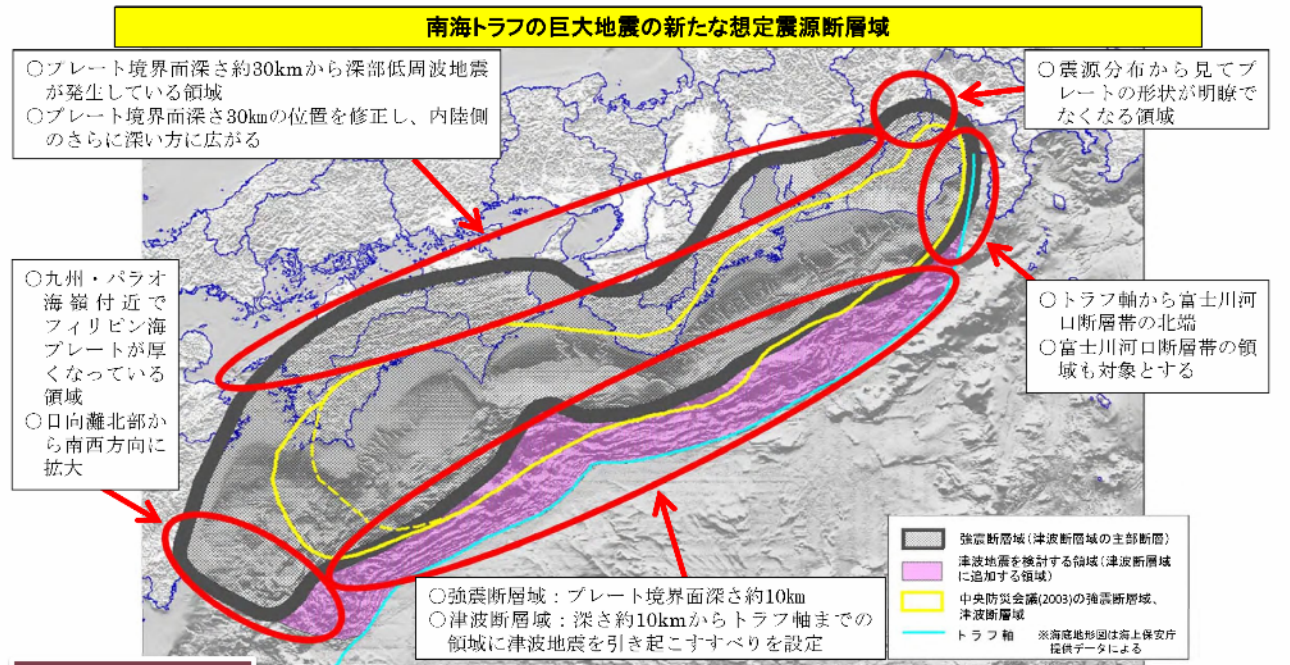 南海トラフの巨大地震の新たな想定震源断層域
○プレート境界面深さ約30kmから深部低周波地震
が発生している領域
○プレート境界面深さ30㎞の位置を修正し、内陸側
のさらに深い方に広がる
○震源分布から見てプ
レートの形状が明瞭で
なくなる領域
○九州・パラオ
海嶺付近で
フィリピン海
プレートが厚
くなっている
領域
○日向灘北部か
ら南西方向に
拡大
○トラフ軸から富士川河
口断層帯の北端
○富士川河口断層帯の領
域も対象とする
○強震断層域：プレート境界面深さ約10㎞
○津波断層域：深さ約10㎞からトラフ軸までの
領域に津波地震を引き起こすすべりを設定
強震断層域(津波断層域の主部断層)
津波地震を検討する領域(津波断層域
に追加する領域)
中央防災会議(2003)の強震断層域、
津波断層域
トラフ軸 ※海底地形図は海上保安庁
提供データによる